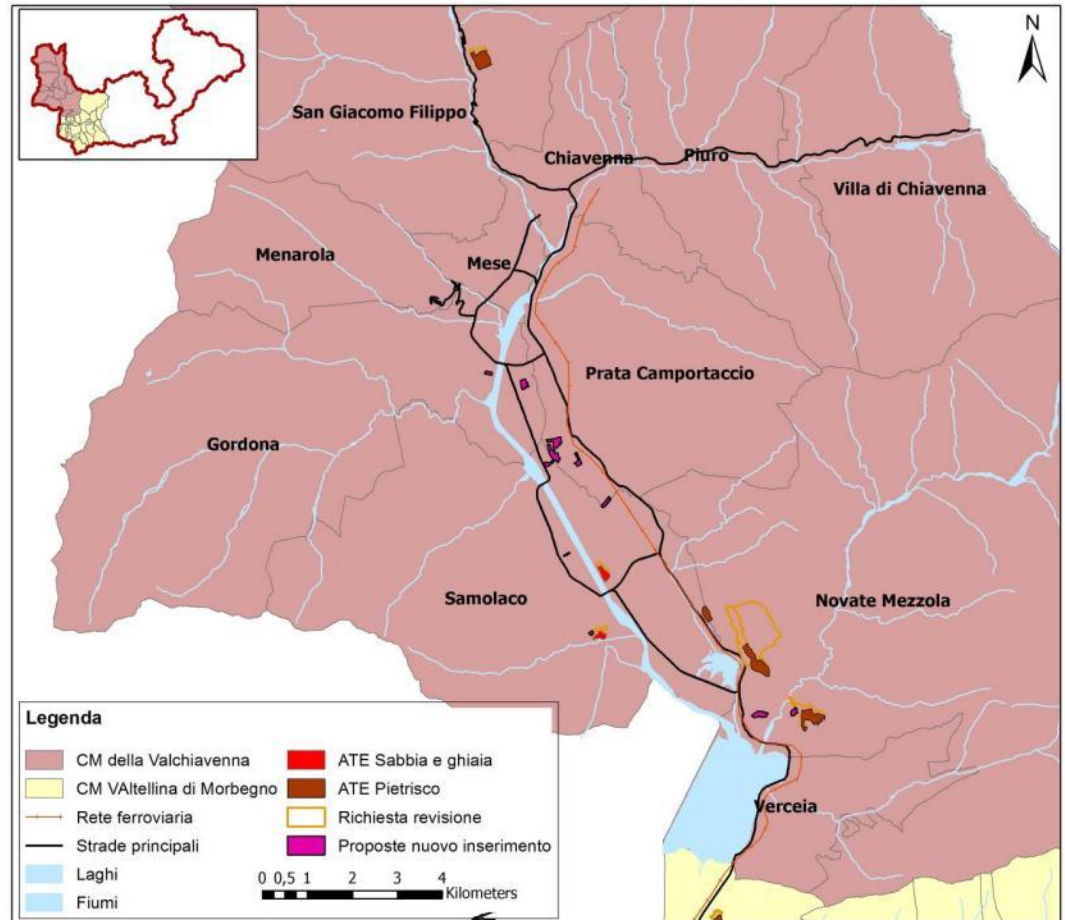 N
San Giacomo Filippo
Chiavenna
Piuro
Villa di Chiavenna
Menarola
Mese
Prata Camportaccio
Gordona
Samolaco
Novate Mezzola
Verceia
Legenda
CM della Valchiavenna
CM VAltellina di Morbegno
Rete ferroviaria
Strade principali
Laghi
Fiumi
ATE Sabbia e ghiaia
ATE Pietrisco
Richiesta revisione
Proposte nuovo inserimento
0 0,5 1 2 3 4
Kilometers